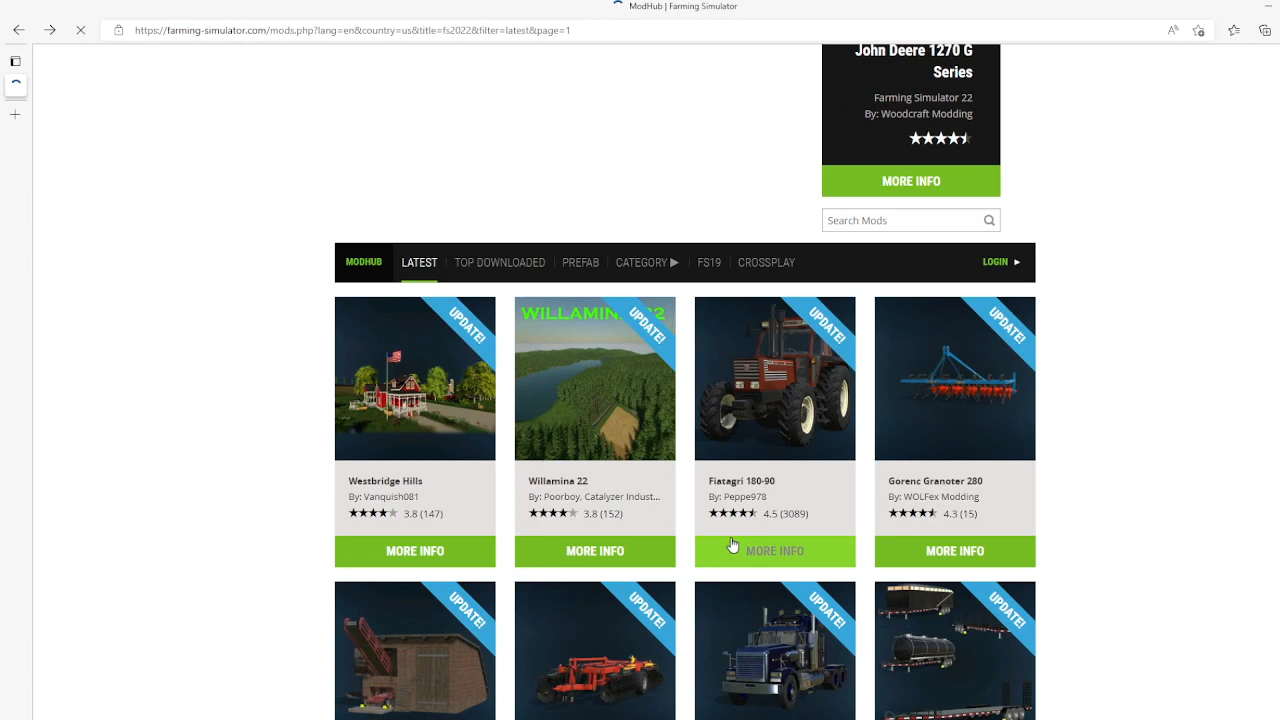 ModHub | Farming Simulator
https://farming-simulator.com/mods.php?lang=en&country=us&title=fs2022&filter=latest&page=1
John Deere 1270 G
Series
Farming Simulator 22
By: Woodcraft Modding
MORE INFO
Search Mods
MODHUB LATEST TOP DOWNLOADED PREFAB CATEGORY ▶ FS19 CROSSPLAY LOGIN ▶
UPDATE! UPDATE! UPDATE! UPDATE!
WILLAMINA 22
Westbridge Hills Willamina 22 Fiatagri 180-90 Gorenc Granoter 280
By: Vanquish081 By: Poorboy, Catalyzer Indust... By: Peppe978 By: WOLFex Modding
3.8 (147) 3.8 (152) 4.5 (3089) 4.3 (15)
MORE INFO MORE INFO MORE INFO MORE INFO
UPDATE! UPDATE! UPDATE! UPDATE!